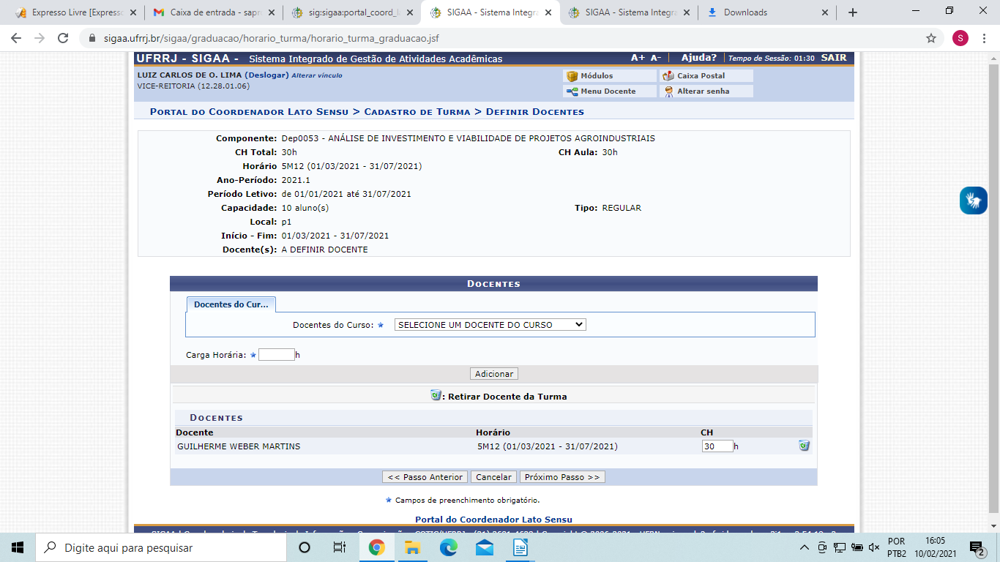 Expresso Livre [Expresso
Caixa de entrada - sapn
sig:sigaa:portal_coord_la
SIGAA - Sistema Integra
SIGAA - Sistema Integra
Downloads
sigaa.ufrrj.br/sigaa/graduacao/horario_turma/horario_turma_graduacao.jsf
S
UFRRJ - SIGAA - Sistema Integrado de Gestão de Atividades Acadêmicas
A+ A- Ajuda? Tempo de Sessão: 01:30 SAIR
LUIZ CARLOS DE O. LIMA (Deslogar) Alterar vínculo
VICE-REITORIA (12.28.01.06)
Módulos Caixa Postal
Menu Docente Alterar senha
Portal do Coordenador Lato Sensu > Cadastro de Turma > Definir Docentes
Componente: Dep0053 - ANÁLISE DE INVESTIMENTO E VIABILIDADE DE PROJETOS AGROINDUSTRIAIS
CH Total: 30h CH Aula: 30h
Horário 5M12 (01/03/2021 - 31/07/2021)
Ano-Período: 2021.1
Período Letivo: de 01/01/2021 até 31/07/2021
Capacidade: 10 aluno(s) Tipo: REGULAR
Local: p1
Início - Fim: 01/03/2021 - 31/07/2021
Docente(s): A DEFINIR DOCENTE
Docentes
Docentes do Cur...
Docentes do Curso: SELECIONE UM DOCENTE DO CURSO
Carga Horária: h
Adicionar
: Retirar Docente da Turma
Docentes
Docente Horário CH
GUILHERME WEBER MARTINS 5M12 (01/03/2021 - 31/07/2021) 30 h
<< Passo Anterior Cancelar Próximo Passo >>
Campos de preenchimento obrigatório.
Portal do Coordenador Lato Sensu
Digite aqui para pesquisar
POR 16:05
PTB2 10/02/2021
2